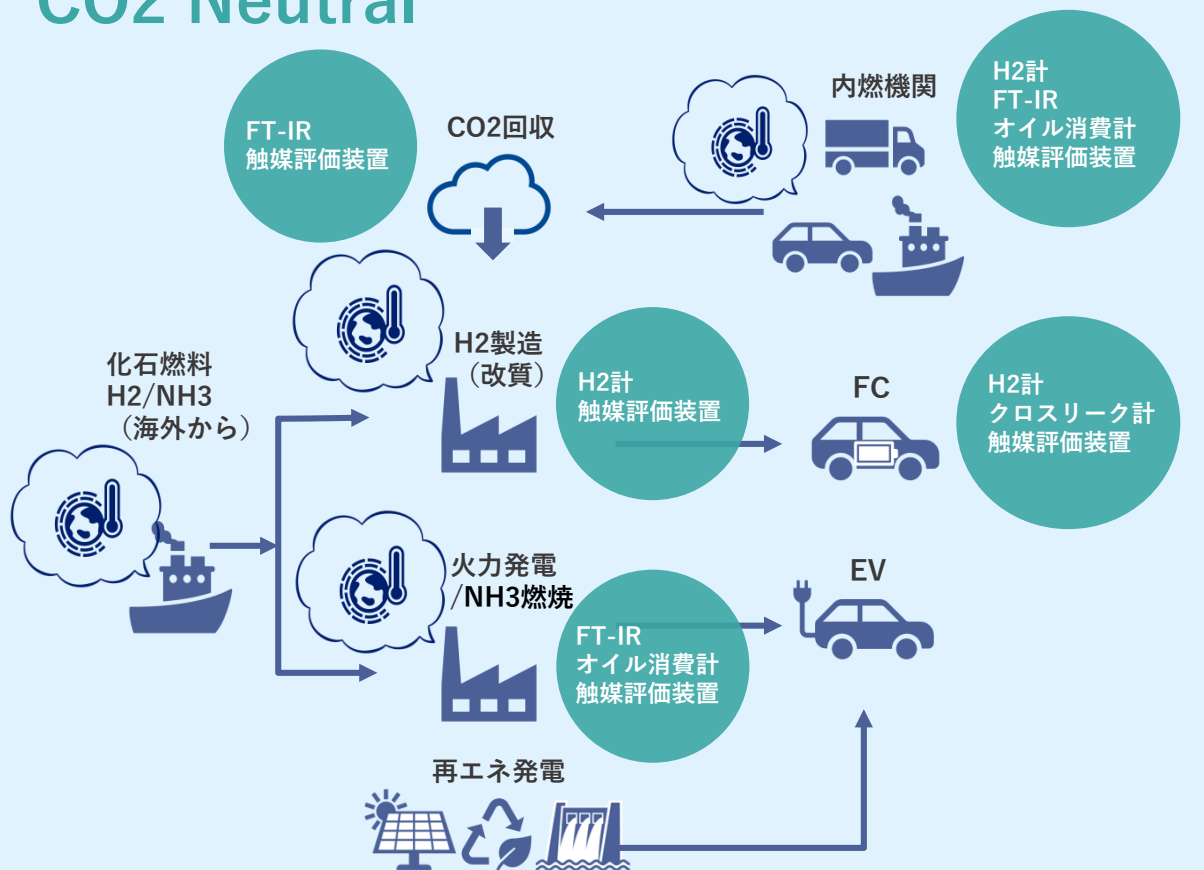 CO2 Neutral
FT-IR
触媒評価装置
CO2回収
内燃機関
H2計
FT-IR
オイル消費計
触媒評価装置
化石燃料
H2/NH3
（海外から）
H2製造
（改質）
H2計
触媒評価装置
FC
H2計
クロスリーク計
触媒評価装置
火力発電
/NH3燃焼
FT-IR
オイル消費計
触媒評価装置
EV
再エネ発電